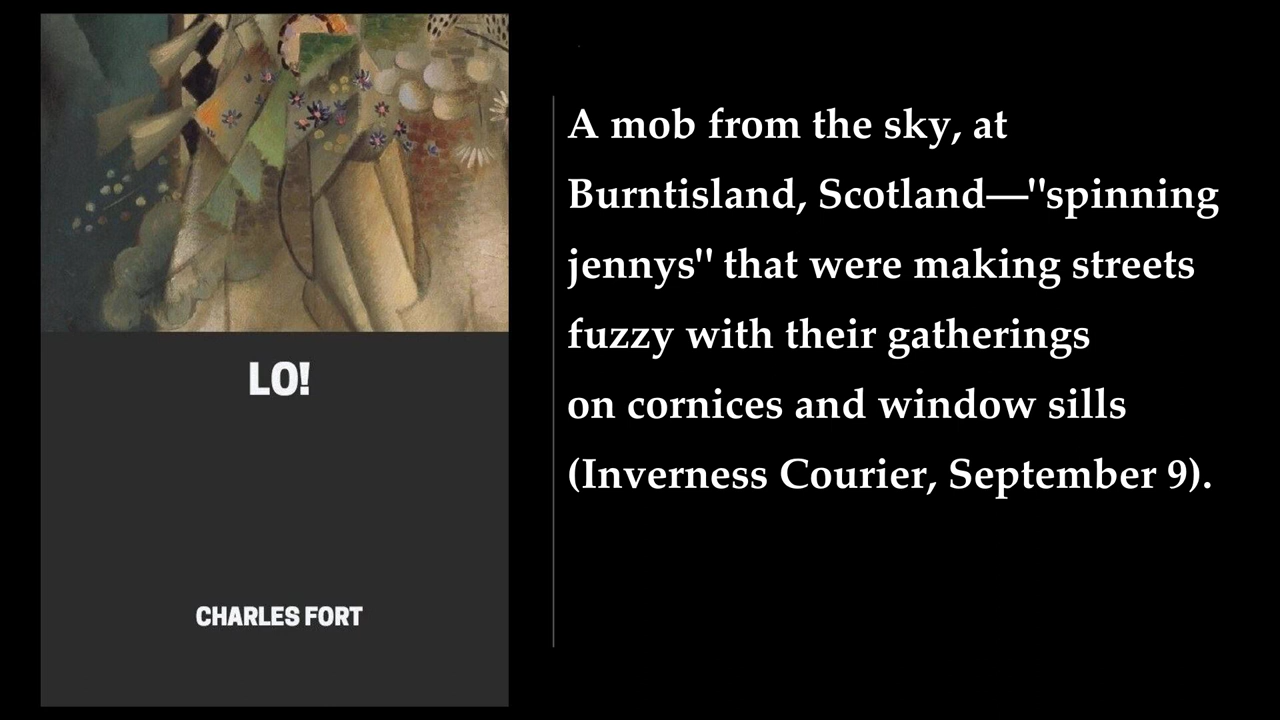 LO!
CHARLES FORT
A mob from the sky, at
Burntisland, Scotland—"spinning
jennys" that were making streets
fuzzy with their gatherings
on cornices and window sills
(Inverness Courier, September 9).